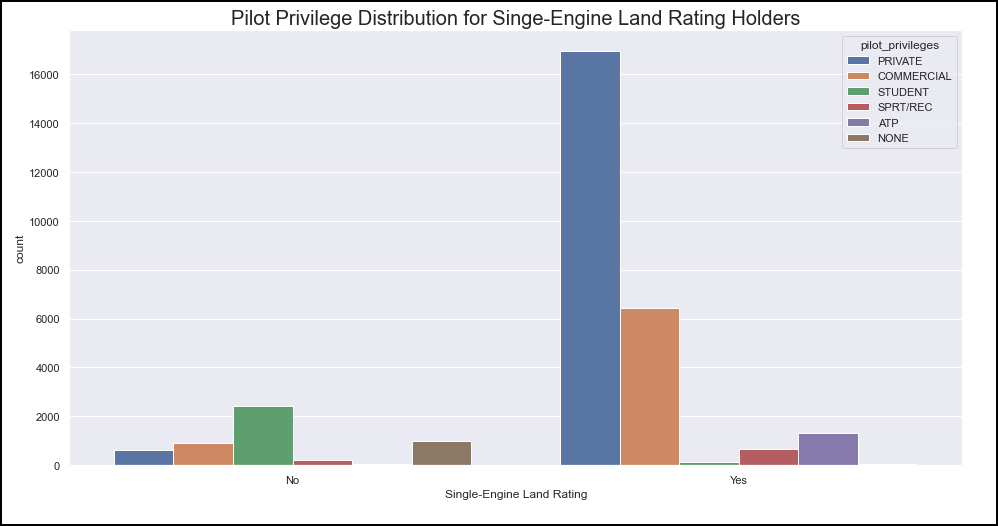 Pilot Privilege Distribution for Singe-Engine Land Rating Holders
pilot_privileges
PRIVATE
COMMERCIAL
STUDENT
SPRT/REC
ATP
NONE
16000
14000
12000
10000
8000
6000
4000
2000
0
count
No
Yes
Single-Engine Land Rating